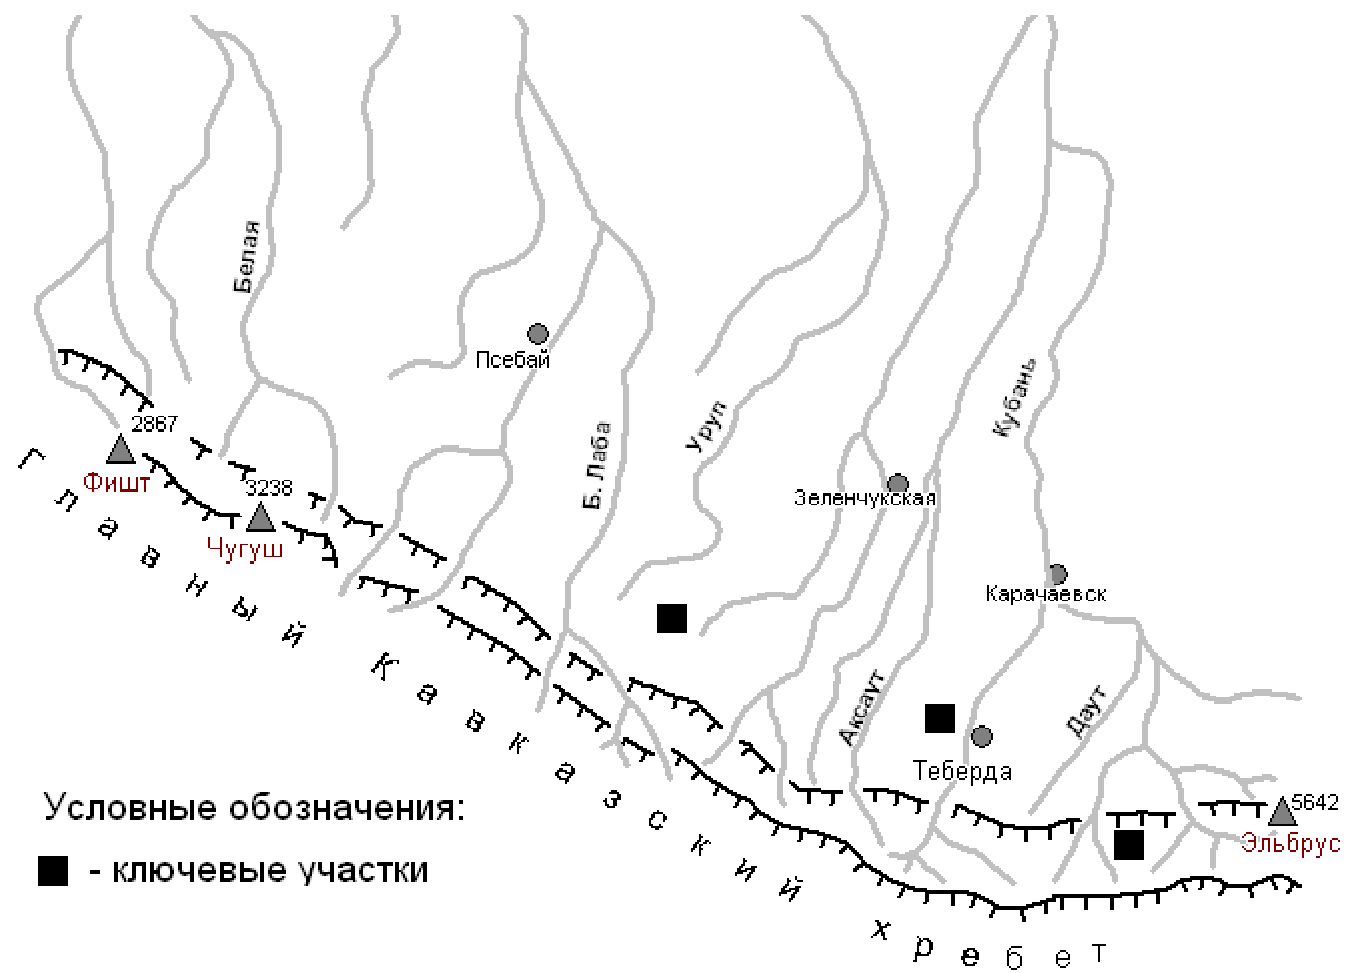 Белая
Псебай
Кубань
2867
Уруп
Фишт
Б. Лаба
3238
Зеленчукская
Чугуш
Карачаевск
Главный Кавказский хребет
Аксаут
Даут
Теберда
5642
Эльбрус
Условные обозначения:
- ключевые участки